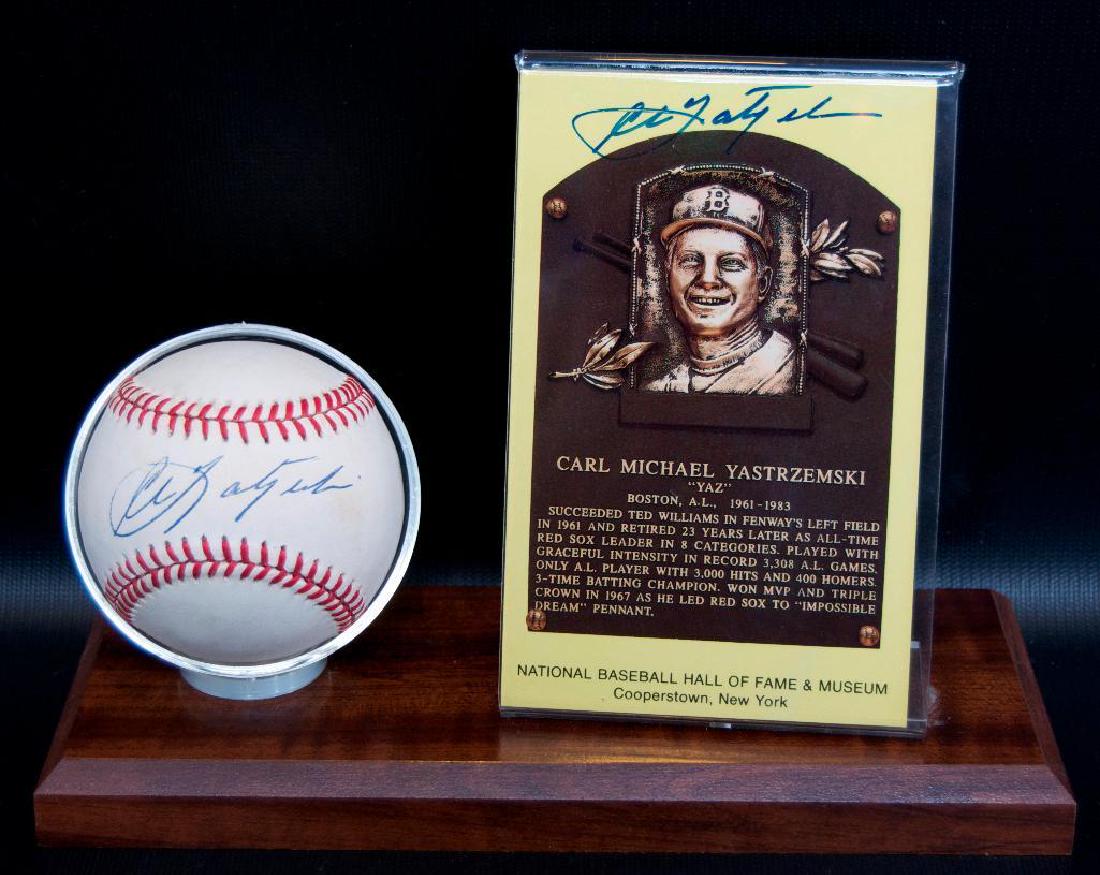 Carl Yastrzemski
B
CARL MICHAEL YASTRZEMSKI
"YAZ"
BOSTON, A.L., 1961-1983
SUCCEEDED TED WILLIAMS IN FENWAY'S LEFT FIELD
IN 1961 AND RETIRED 23 YEARS LATER AS ALL-TIME
RED SOX LEADER IN 8 CATEGORIES. PLAYED WITH
GRACEFUL INTENSITY IN RECORD 3,308 A.L. GAMES.
ONLY A.L. PLAYER WITH 3,000 HITS AND 400 HOMERS.
3-TIME BATTING CHAMPION. WON MVP AND TRIPLE
CROWN IN 1967 AS HE LED RED SOX TO "IMPOSSIBLE
DREAM" PENNANT.
NATIONAL BASEBALL HALL OF FAME & MUSEUM
Cooperstown, New York
Carl Yastrzemski